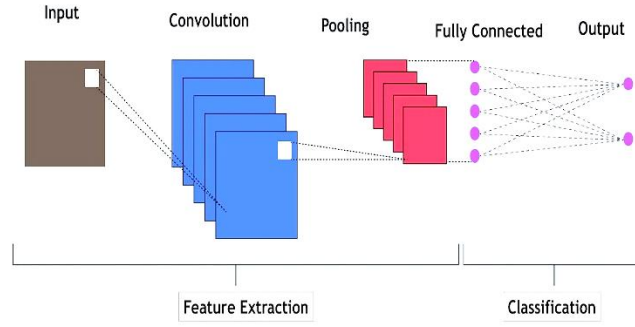 Input
Convolution
Pooling
Fully Connected
Output
Feature Extraction
Classification